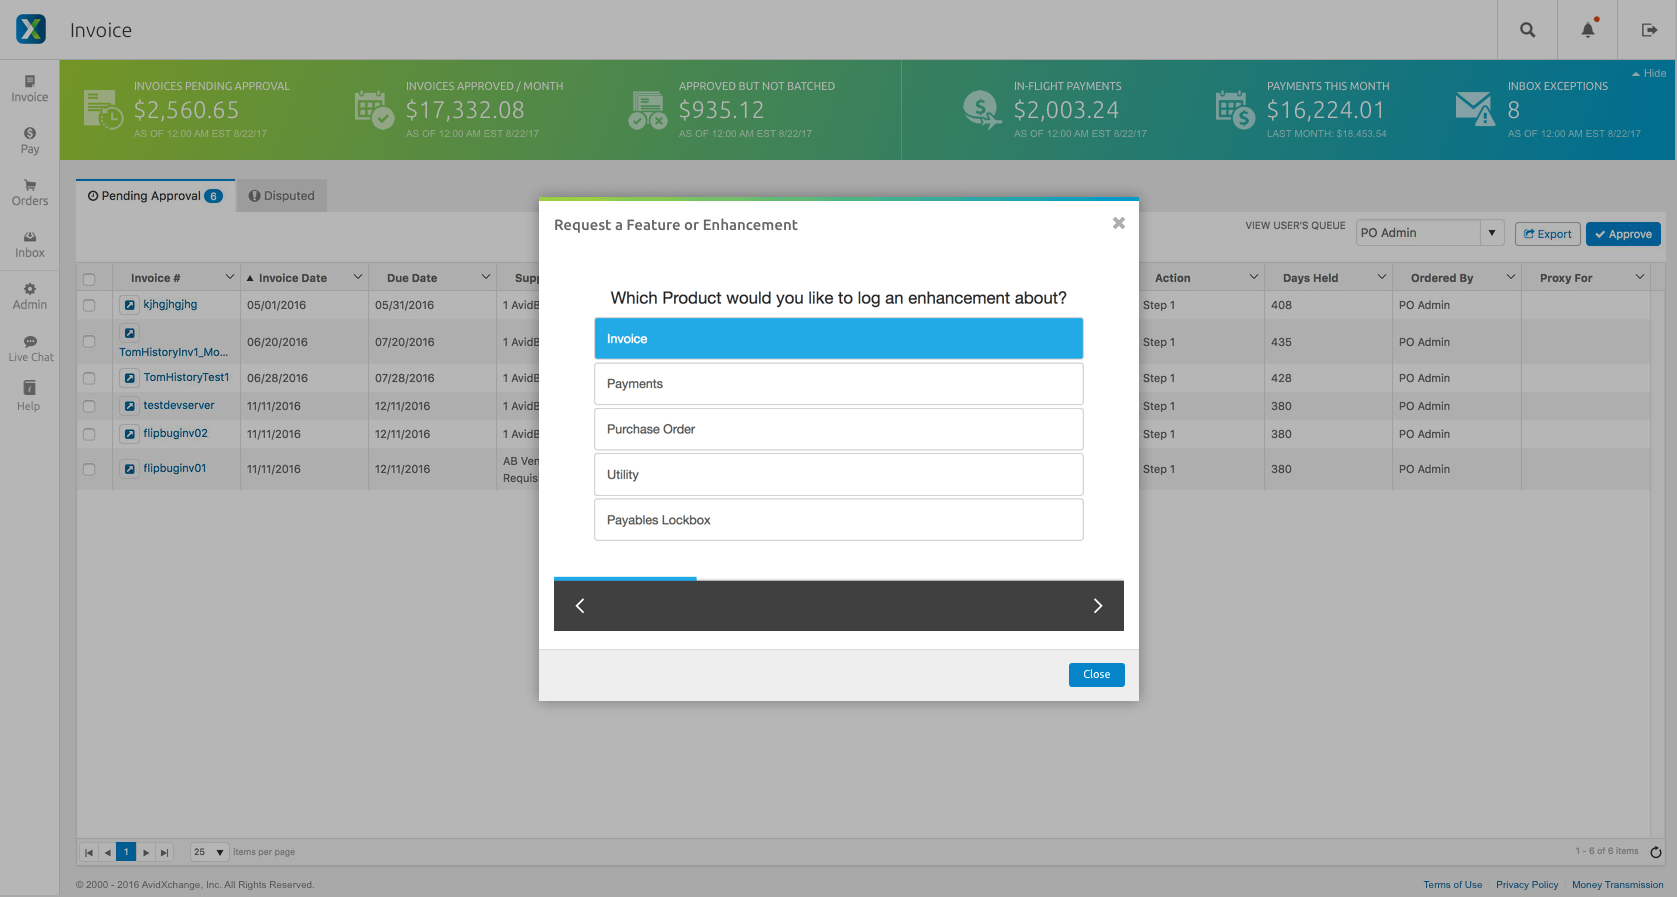 Invoice
Hide
INVOICES PENDING APPROVAL
$2,560.65
AS OF 12:00 AM EST 8/22/17
INVOICES APPROVED / MONTH
$17,332.08
AS OF 12:00 AM EST 8/22/17
APPROVED BUT NOT BATCHED
$935.12
AS OF 12:00 AM EST 8/22/17
IN-FLIGHT PAYMENTS
$2,003.24
AS OF 12:00 AM EST 8/22/17
PAYMENTS THIS MONTH
$16,224.01
LAST MONTH: $18,453.54
INBOX EXCEPTIONS
8
AS OF 12:00 AM EST 8/22/17
Invoice
Pay
Orders
Inbox
Admin
Live Chat
Help
Pending Approval 6
Disputed
VIEW USER'S QUEUE PO Admin Export Approve
Invoice # Invoice Date Due Date Supp Action Days Held Ordered By Proxy For
kjhgjhgjhg 05/01/2016 05/31/2016 1 AvidB Step 1 408 PO Admin
TomHistoryInv1_Mo... 06/20/2016 07/20/2016 1 AvidB Step 1 435 PO Admin
TomHistoryTest1 06/28/2016 07/28/2016 1 AvidB Step 1 428 PO Admin
testdevserver 11/11/2016 12/11/2016 1 AvidB Step 1 380 PO Admin
flipbuginv02 11/11/2016 12/11/2016 1 AvidB Step 1 380 PO Admin
flipbuginv01 11/11/2016 12/11/2016 AB Ven Step 1 380 PO Admin
Requis
Request a Feature or Enhancement
Which Product would you like to log an enhancement about?
Invoice
Payments
Purchase Order
Utility
Payables Lockbox
Close
1 25 items per page 1 - 6 of 6 items
© 2000 - 2016 AvidXchange, Inc. All Rights Reserved. Terms of Use Privacy Policy Money Transmission